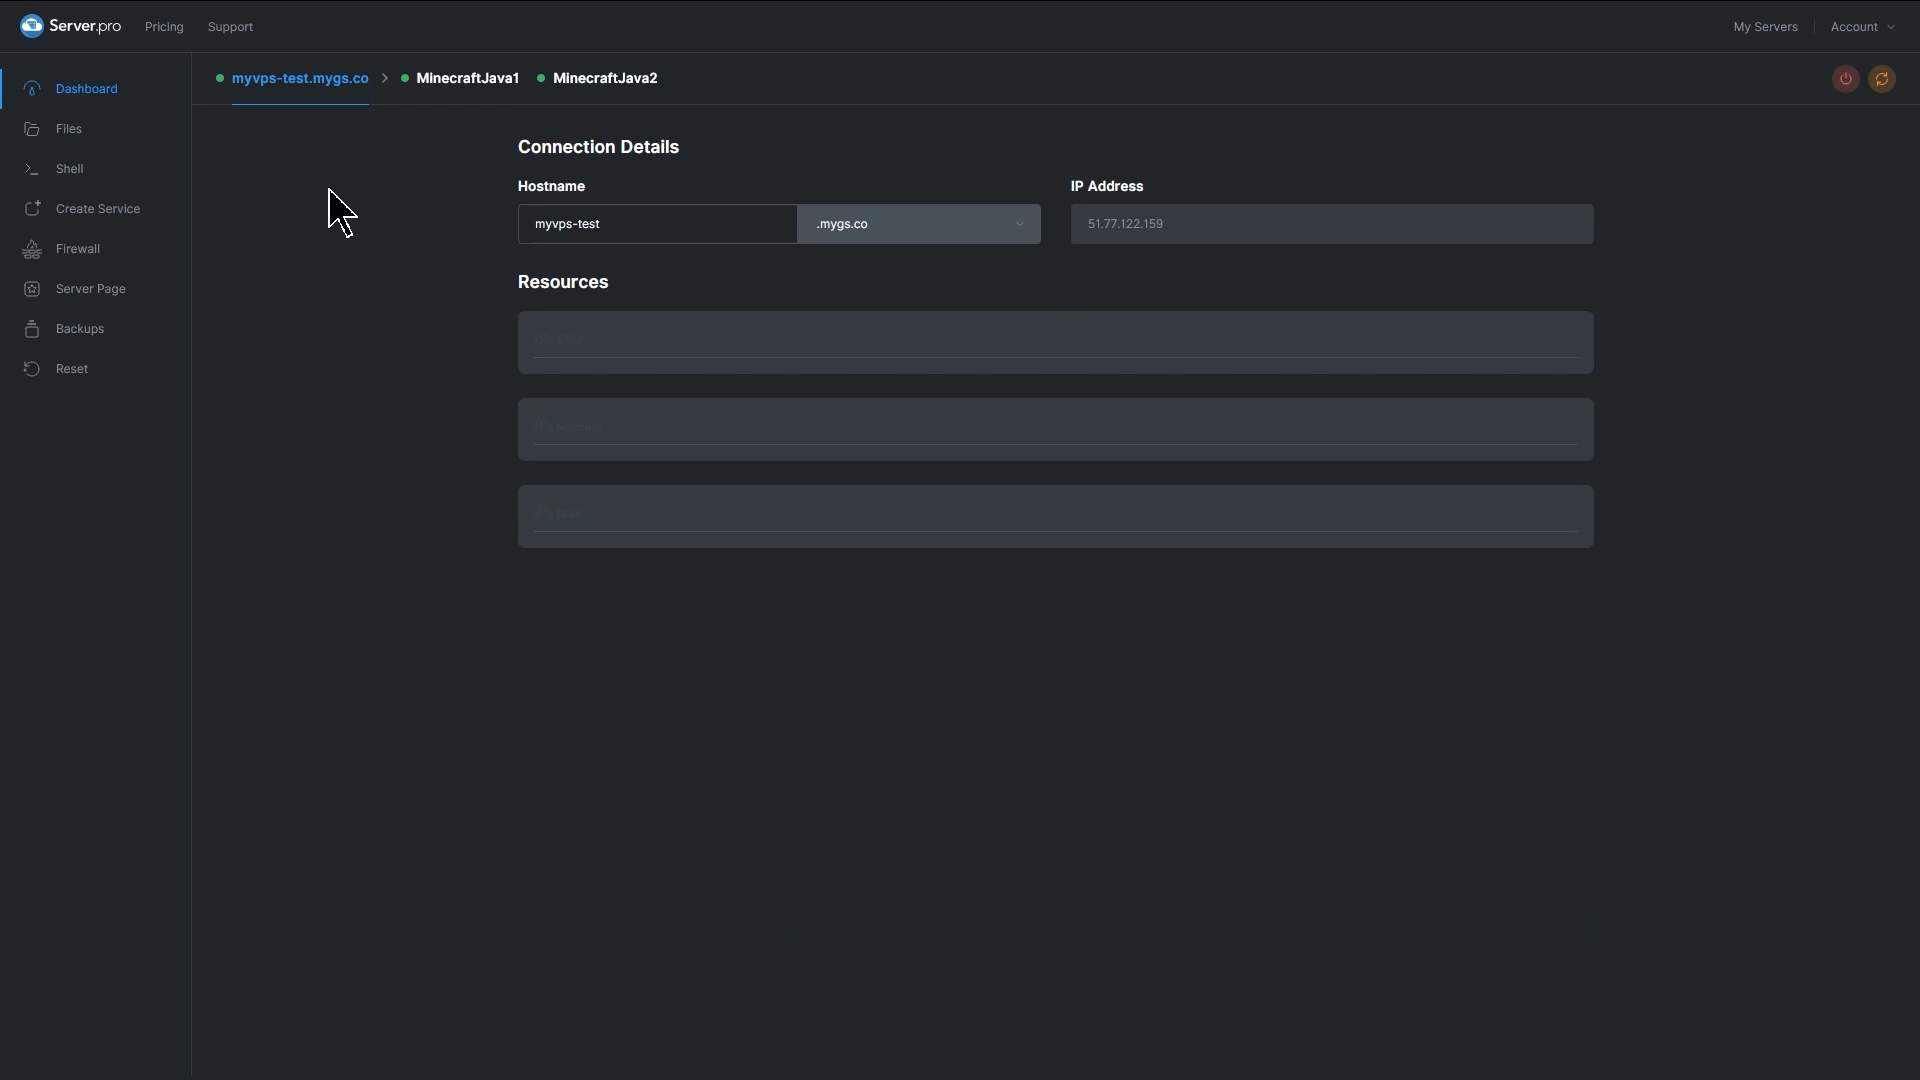 Server.pro Pricing Support My Servers Account
Dashboard
Files
Shell
Create Service
Firewall
Server Page
Backups
Reset
myvps-test.mygs.co MinecraftJava1 MinecraftJava2
Connection Details
Hostname IP Address
myvps-test .mygs.co 51.77.122.159
Resources